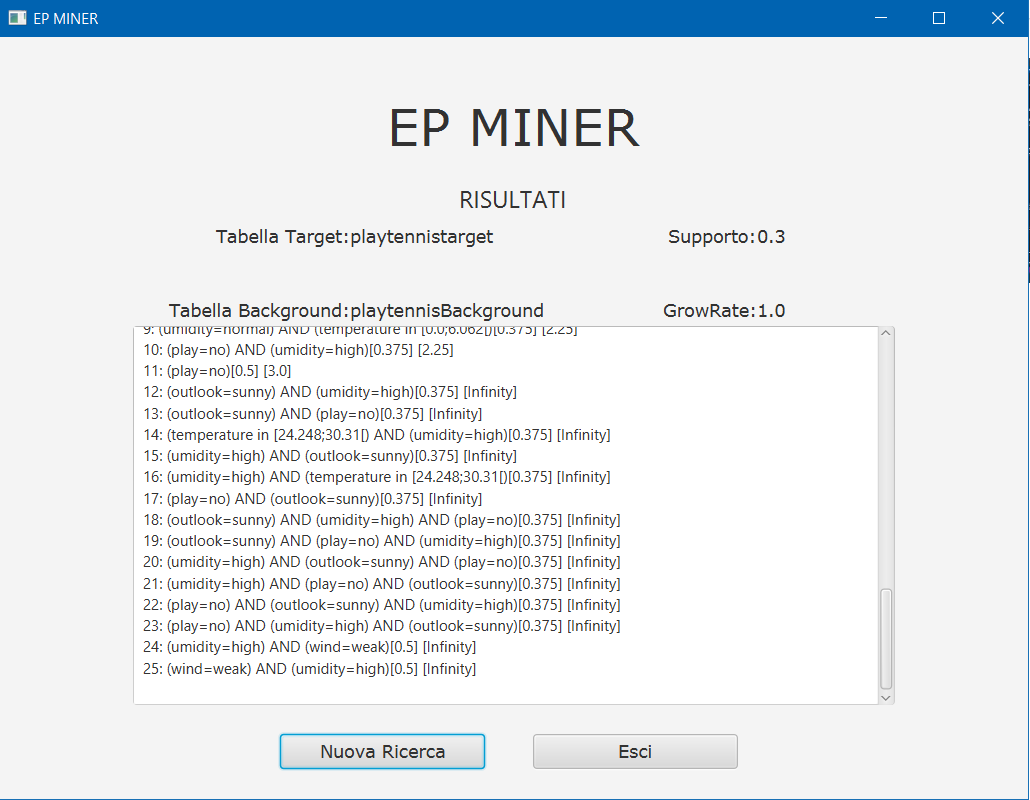 EP MINER
EP MINER
RISULTATI
Tabella Target:playtennistarget Supporto:0.3
Tabella Background:playtennisBackground GrowRate:1.0
9: (umidity=normal) AND (temperature in [0.0;6.062[)[0.375] [2.25]
10: (play=no) AND (umidity=high)[0.375] [2.25]
11: (play=no)[0.5] [3.0]
12: (outlook=sunny) AND (umidity=high)[0.375] [Infinity]
13: (outlook=sunny) AND (play=no)[0.375] [Infinity]
14: (temperature in [24.248;30.31[) AND (umidity=high)[0.375] [Infinity]
15: (umidity=high) AND (outlook=sunny)[0.375] [Infinity]
16: (umidity=high) AND (temperature in [24.248;30.31[)[0.375] [Infinity]
17: (play=no) AND (outlook=sunny)[0.375] [Infinity]
18: (outlook=sunny) AND (umidity=high) AND (play=no)[0.375] [Infinity]
19: (outlook=sunny) AND (play=no) AND (umidity=high)[0.375] [Infinity]
20: (umidity=high) AND (outlook=sunny) AND (play=no)[0.375] [Infinity]
21: (umidity=high) AND (play=no) AND (outlook=sunny)[0.375] [Infinity]
22: (play=no) AND (outlook=sunny) AND (umidity=high)[0.375] [Infinity]
23: (play=no) AND (umidity=high) AND (outlook=sunny)[0.375] [Infinity]
24: (umidity=high) AND (wind=weak)[0.5] [Infinity]
25: (wind=weak) AND (umidity=high)[0.5] [Infinity]
Nuova Ricerca Esci